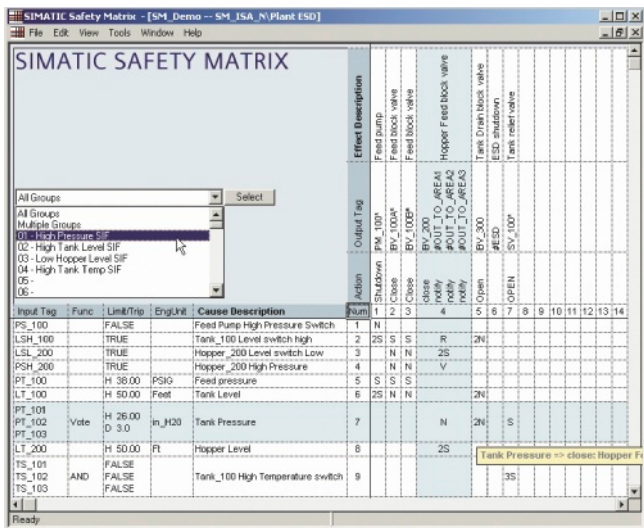 SIMATIC Safety Matrix - [SM_Demo -- SM_ISA_N\Plant ESD]
File Edit View Tools Window Help
SIMATIC SAFETY MATRIX
All Groups Select
All Groups
Multiple Groups
01 - High Pressure SIF
02 - High Tank Level SIF
03 - Low Hopper Level SIF
04 - High Tank Temp SIF
05 -
06 -
Effect Description
Feed pump
Feed block valve
Feed block valve
Hopper Feed block valve
Tank Drain block valve
ESD shutdown
Tank relief valve
Output Tag
PM_100*
BV_100A*
BV_100B*
BV_200
#OUT_TO_AREA1
#OUT_TO_AREA2
#OUT_TO_AREA3
BV_300
#ESD
SV_100*
Action
Shutdown
Close
Close
close
notify
notify
notify
Open
OPEN
Input Tag Func Limit/Trip EngUnit Cause Description Num 1 2 3 4 5 6 7 8 9 10 11 12 13 14
PS_100 FALSE Feed Pump High Pressure Switch 1 N
LSH_100 TRUE Tank_100 Level switch high 2 2S S S R 2N
LSL_200 TRUE Hopper_200 Level switch Low 3 N N 2S
PSH_200 TRUE Hopper_200 High Pressure 4 N N V
PT_100 H 38.00 PSIG Feed pressure 5 S S S
LT_100 H 50.00 Feet Tank Level 6 2S N N 2N
PT_101
PT_102 Vote H 26.00 in_H20 Tank Pressure 7 N 2N S
PT_103 D 3.0
LT_200 H 50.00 Ft Hopper Level 8 2S
Tank Pressure => close: Hopper F
TS_101 FALSE
TS_102 AND FALSE Tank_100 High Temperature switch 9 3S
TS_103 FALSE
Ready